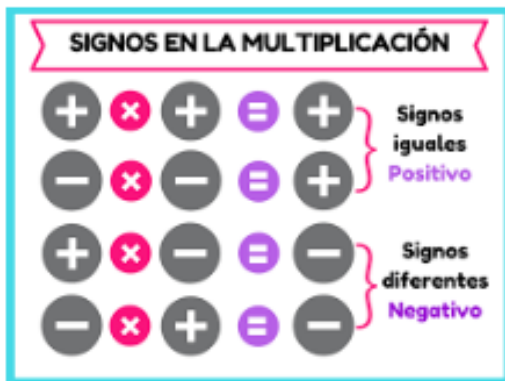 SIGNOS EN LA MULTIPLICACIÓN
+ × + = +
− × − = +
Signos
iguales
Positivo
+ × − = −
− × + = −
Signos
diferentes
Negativo